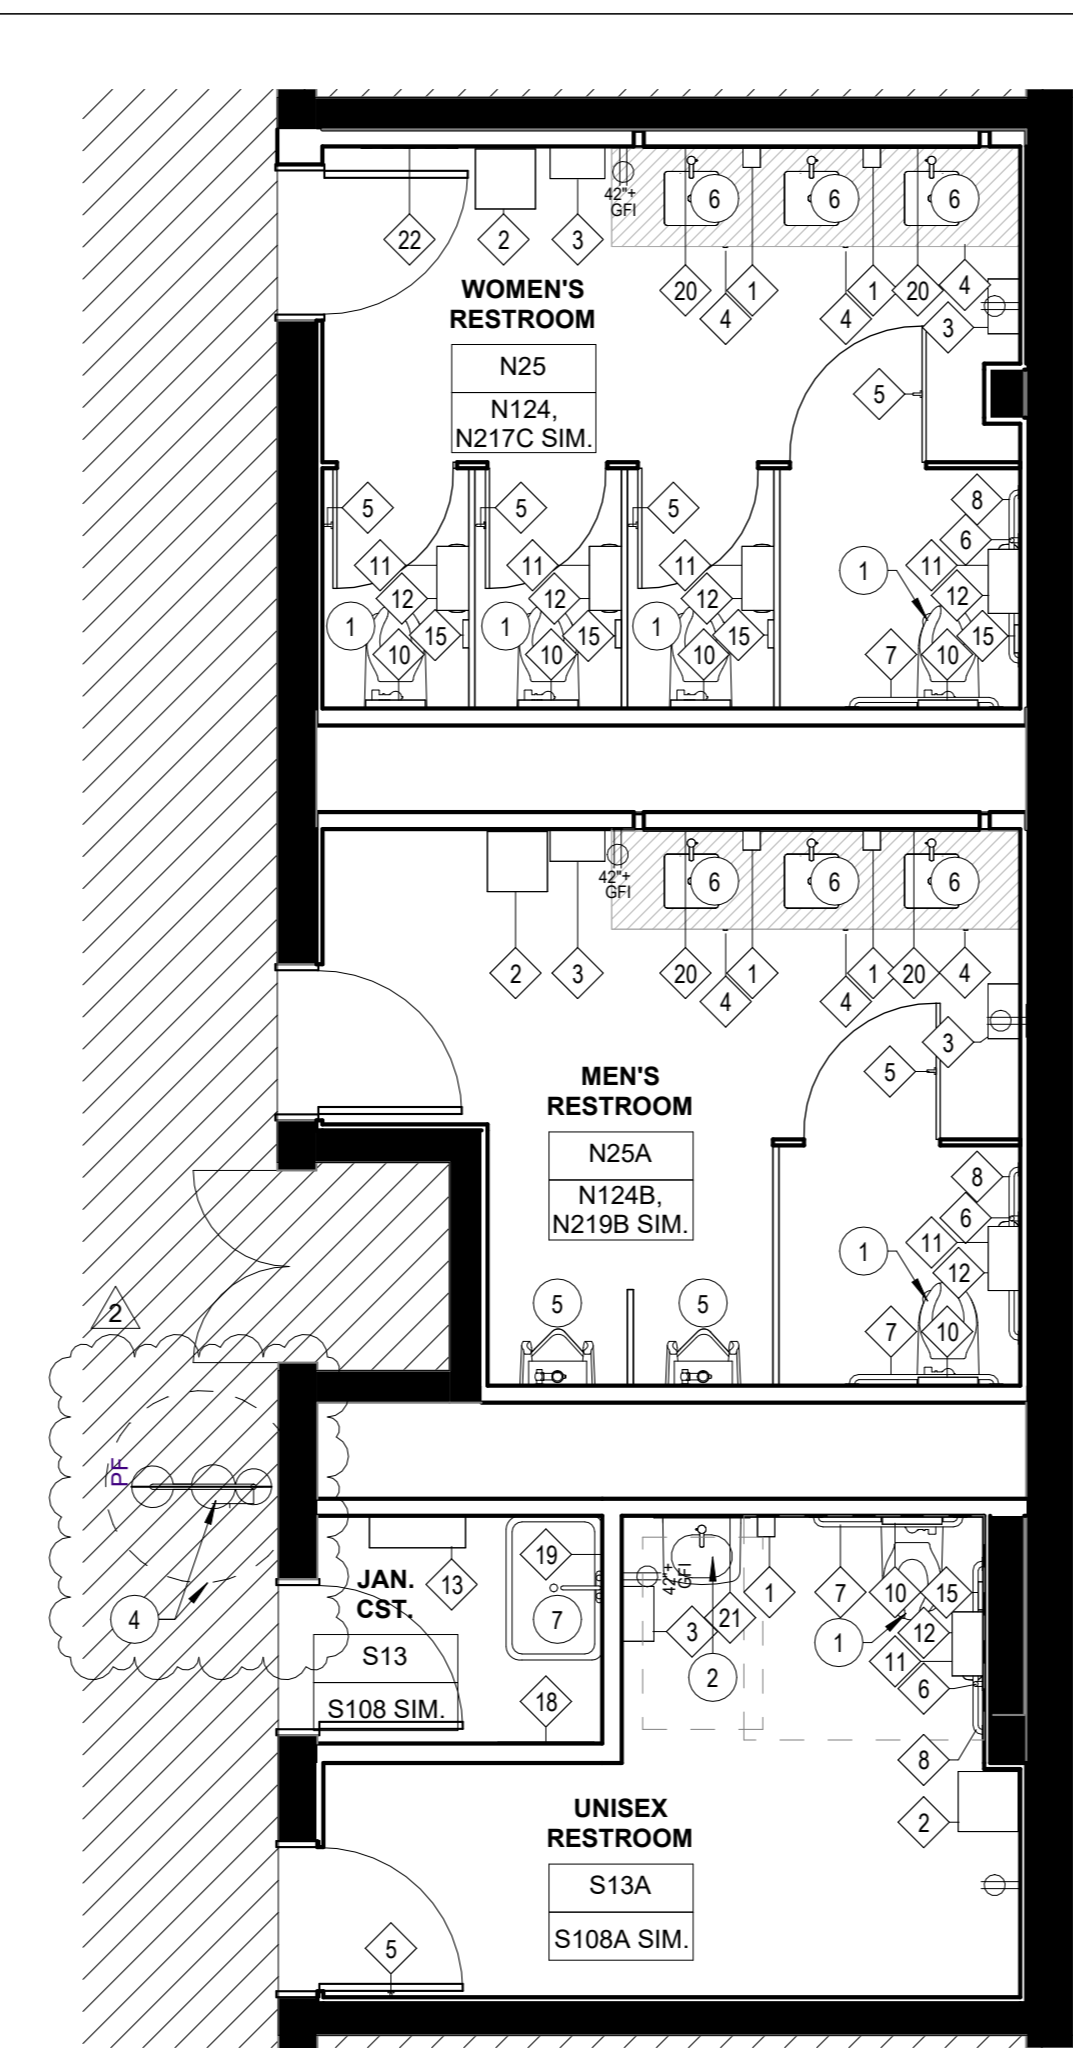 6 6 6
42"+
GFI
22 2 3
20 1 1 20 4
4 4 3
WOMEN'S
RESTROOM
N25
N124,
N217C SIM.
5
5 5 5 8
6
11 11 11 11
1
12 12 12 12
1 15 1 15 1 15 15
10 10 10 7 10
6 6 6
42"+
GFI
2 3 20 1 1 20 4
4 4
3
5
MEN'S
RESTROOM
N25A
N124B,
N219B SIM.
8
6
11
1
12
5 5
7 10
2
PF
19
42"+
GFI
JAN.
CST.
13
1 7 10 15
4
7
3 21
12
1
11
2
6
S13
S108 SIM.
18
8
2
UNISEX
RESTROOM
S13A
S108A SIM.
5